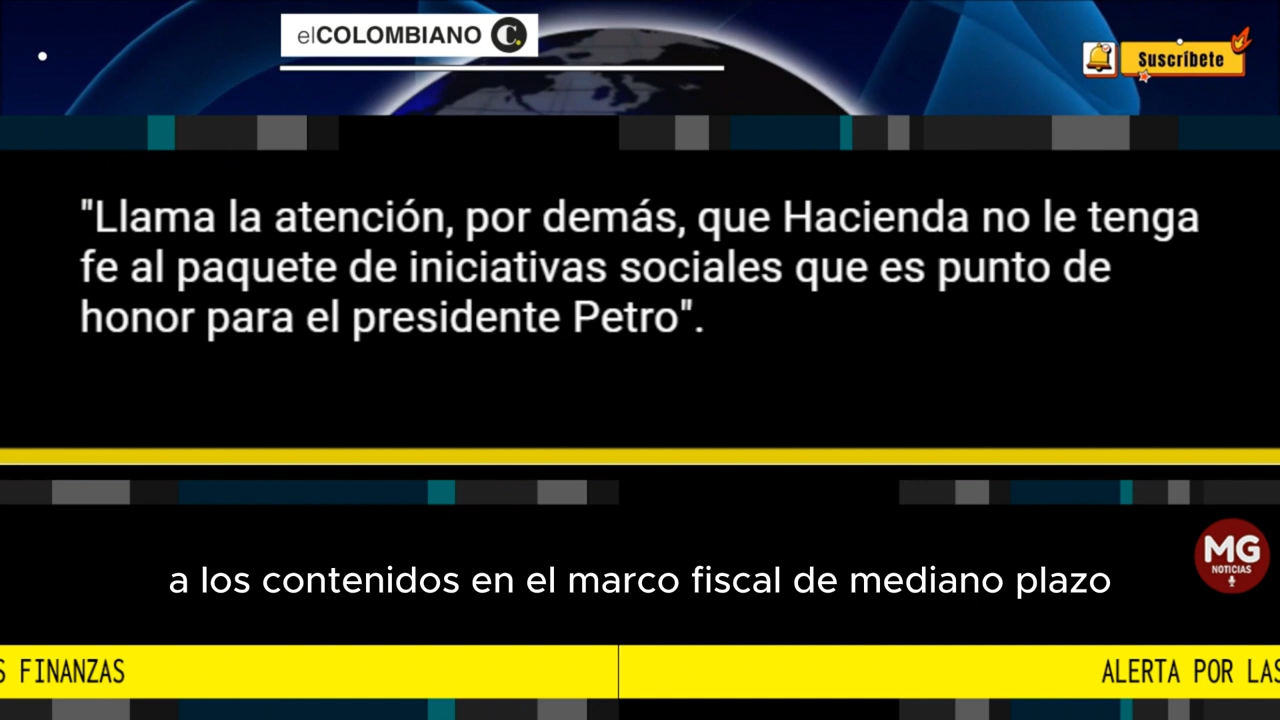 elCOLOMBIANO C.
Suscríbete
"Llama la atención, por demás, que Hacienda no le tenga
fe al paquete de iniciativas sociales que es punto de
honor para el presidente Petro".
MG
NOTICIAS
a los contenidos en el marco fiscal de mediano plazo
S FINANZAS
ALERTA POR LAS